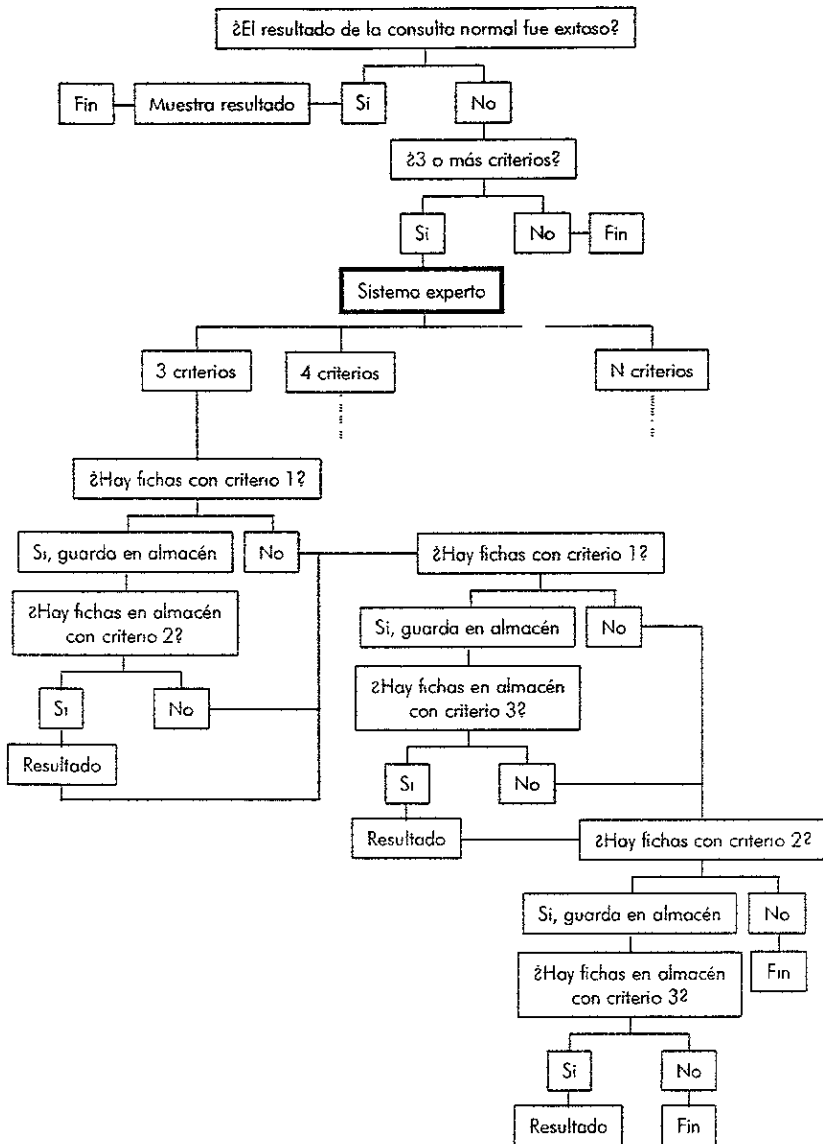 ¿El resultado de la consulta normal fue exitoso?
Fin
Muestra resultado
Sí
No
¿3 o más criterios?
Sí
No
Fin
Sistema experto
3 criterios
4 criterios
N criterios
¿Hay fichas con criterio 1?
Si, guarda en almacén
No
¿Hay fichas con criterio 1?
¿Hay fichas en almacén
con criterio 2?
Si, guarda en almacén
No
Si
No
¿Hay fichas en almacén
con criterio 3?
Resultado
Si
No
Resultado
¿Hay fichas con criterio 2?
Si, guarda en almacén
No
¿Hay fichas en almacén
con criterio 3?
Fin
Si
No
Resultado
Fin